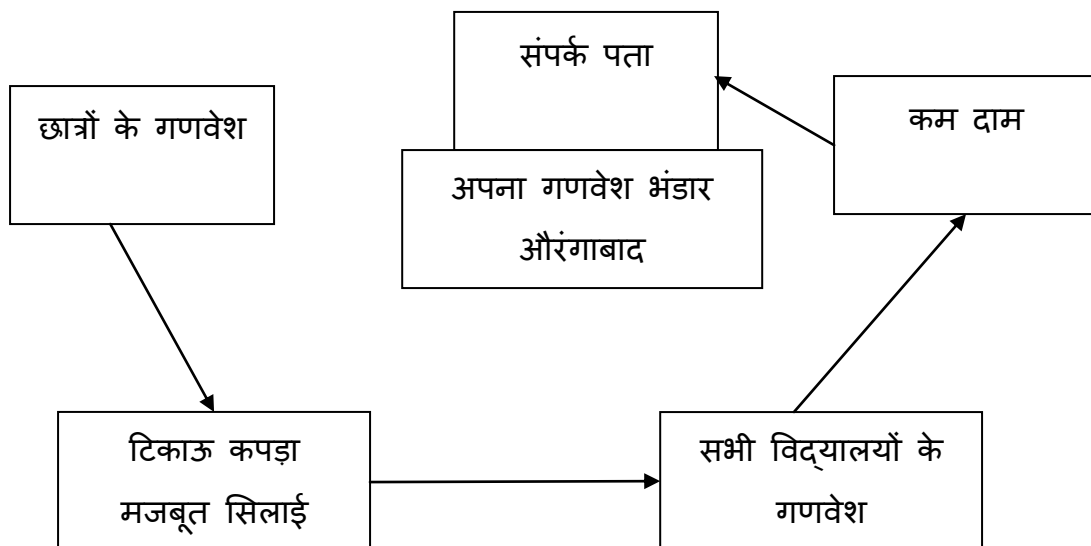 संपर्क पता
छात्रों के गणवेश
कम दाम
अपना गणवेश भंडार
औरंगाबाद
टिकाऊ कपड़ा
मजबूत सिलाई
सभी विद्‌यालयों के
गणवेश